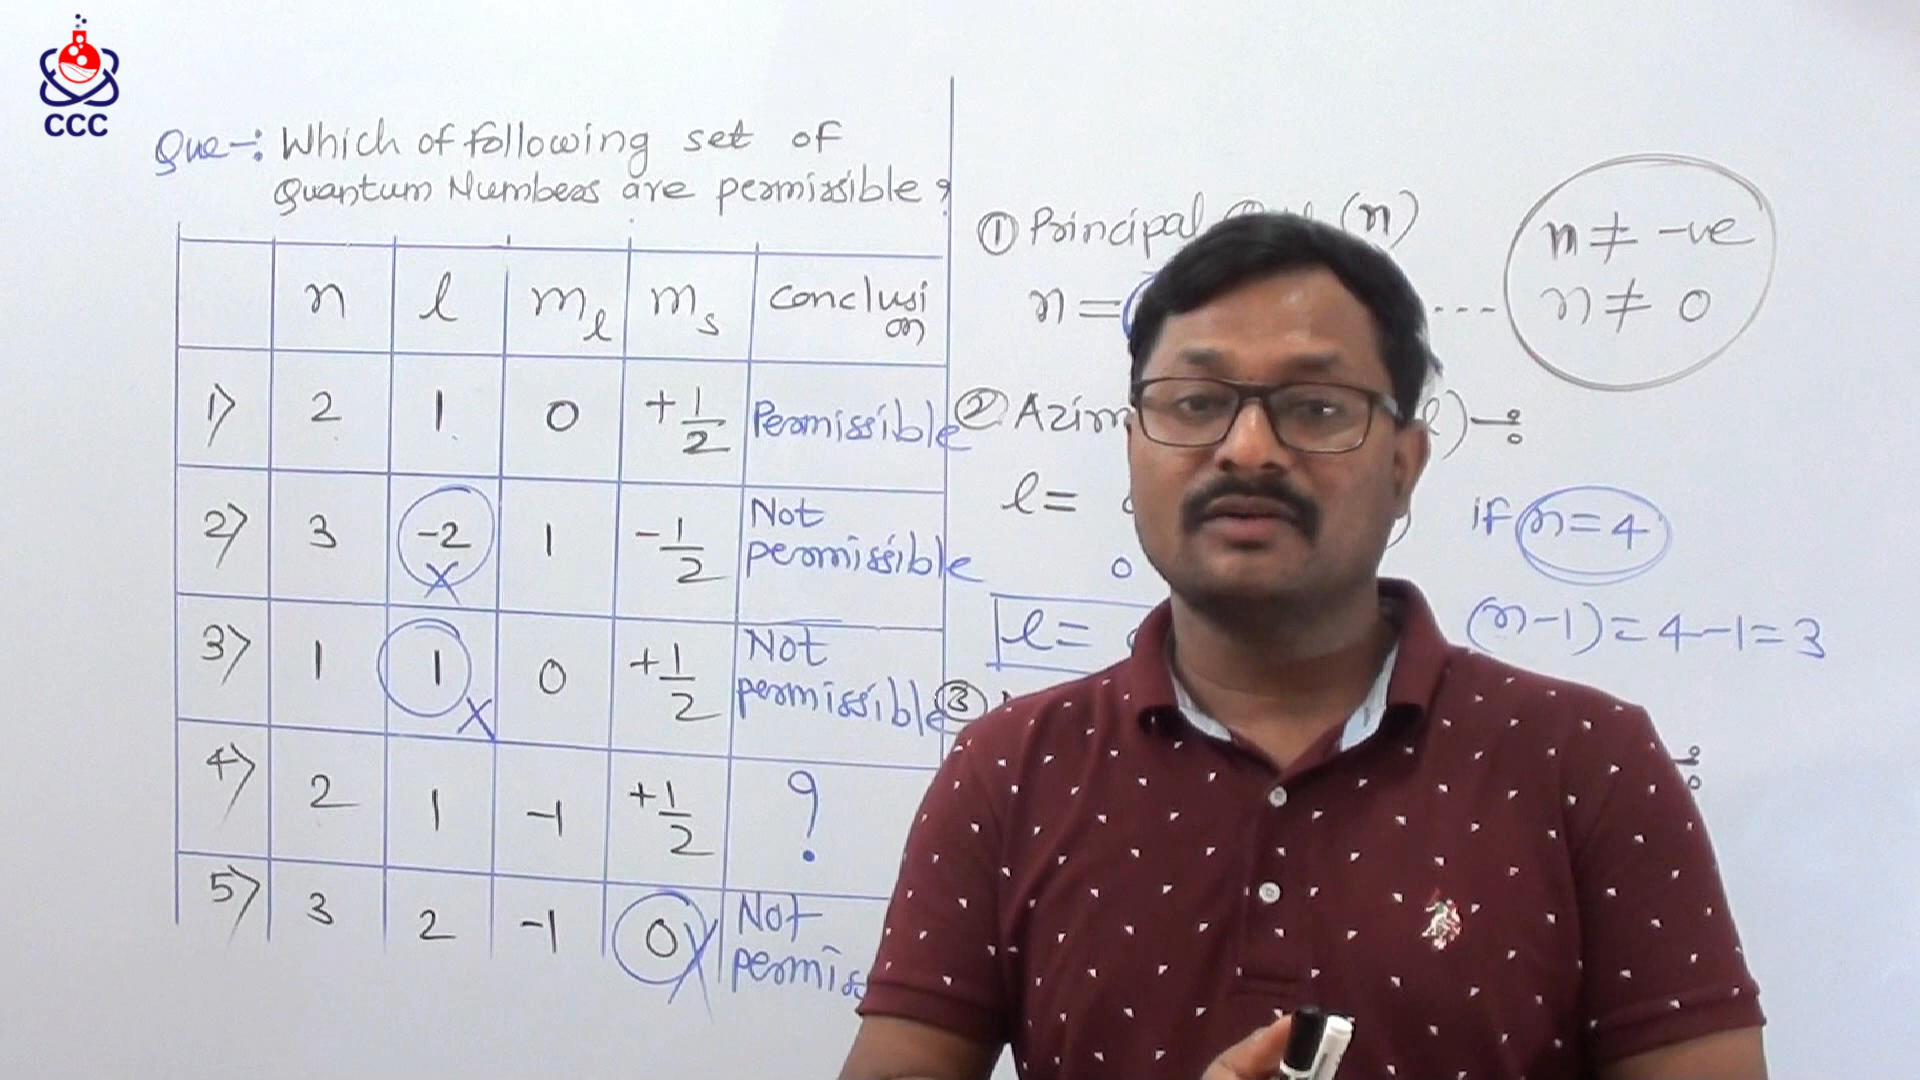 CCC
Que-: Which of following set of
Quantum Numbers are permissible ?
n l mℓ ms conclusion
1) 2 1 0 +1/2 Permissible
2) 3 -2 1 -1/2 Not permissible
3) 1 1 0 +1/2 Not permissible
4) 2 1 -1 +1/2 ?
5) 3 2 -1 0 Not
① Principal (n)
n = ----
n ≠ -ve
n ≠ 0
②
l =
0
if n = 4
l =
(n-1) = 4-1 = 3
③